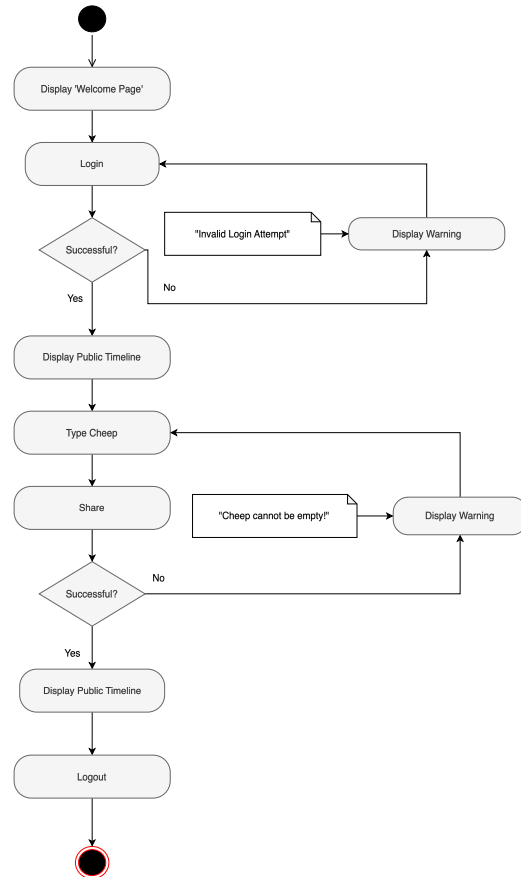 Display 'Welcome Page'
Login
Successful?
"Invalid Login Attempt"
Display Warning
No
Yes
Display Public Timeline
Type Cheep
Share
"Cheep cannot be empty!"
Display Warning
No
Successful?
Yes
Display Public Timeline
Logout